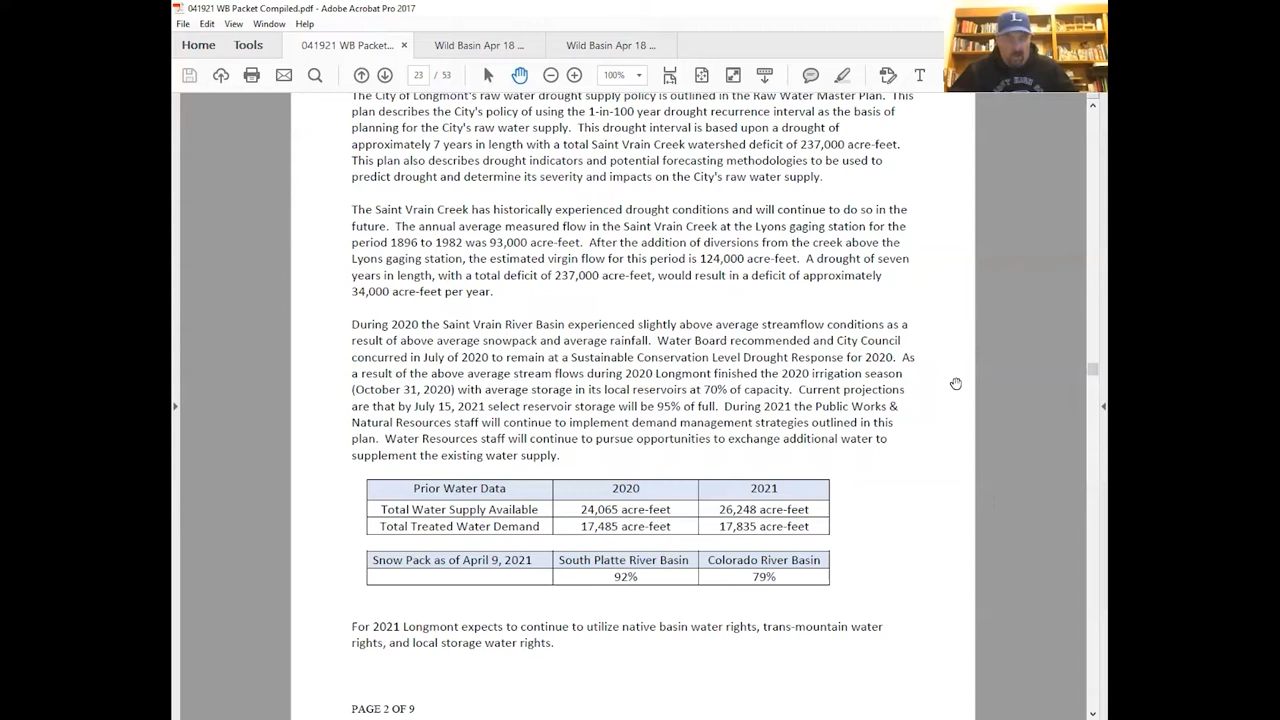 041921 WB Packet Compiled.pdf - Adobe Acrobat Pro 2017
File Edit View Window Help
Home Tools 041921 WB Packet... × Wild Basin Apr 18 ... Wild Basin Apr 18 ...
23 / 53 100%
L
The City of Longmont's raw water drought supply policy is outlined in the Raw Water Master Plan. This
plan describes the City's policy of using the 1-in-100 year drought recurrence interval as the basis of
planning for the City's raw water supply. This drought interval is based upon a drought of
approximately 7 years in length with a total Saint Vrain Creek watershed deficit of 237,000 acre-feet.
This plan also describes drought indicators and potential forecasting methodologies to be used to
predict drought and determine its severity and impacts on the City's raw water supply.
The Saint Vrain Creek has historically experienced drought conditions and will continue to do so in the
future. The annual average measured flow in the Saint Vrain Creek at the Lyons gaging station for the
period 1896 to 1982 was 93,000 acre-feet. After the addition of diversions from the creek above the
Lyons gaging station, the estimated virgin flow for this period is 124,000 acre-feet. A drought of seven
years in length, with a total deficit of 237,000 acre-feet, would result in a deficit of approximately
34,000 acre-feet per year.
During 2020 the Saint Vrain River Basin experienced slightly above average streamflow conditions as a
result of above average snowpack and average rainfall. Water Board recommended and City Council
concurred in July of 2020 to remain at a Sustainable Conservation Level Drought Response for 2020. As
a result of the above average stream flows during 2020 Longmont finished the 2020 irrigation season
(October 31, 2020) with average storage in its local reservoirs at 70% of capacity. Current projections
are that by July 15, 2021 select reservoir storage will be 95% of full. During 2021 the Public Works &
Natural Resources staff will continue to implement demand management strategies outlined in this
plan. Water Resources staff will continue to pursue opportunities to exchange additional water to
supplement the existing water supply.
Prior Water Data 2020 2021
Total Water Supply Available 24,065 acre-feet 26,248 acre-feet
Total Treated Water Demand 17,485 acre-feet 17,835 acre-feet
Snow Pack as of April 9, 2021 South Platte River Basin Colorado River Basin
92% 79%
For 2021 Longmont expects to continue to utilize native basin water rights, trans-mountain water
rights, and local storage water rights.
PAGE 2 OF 9